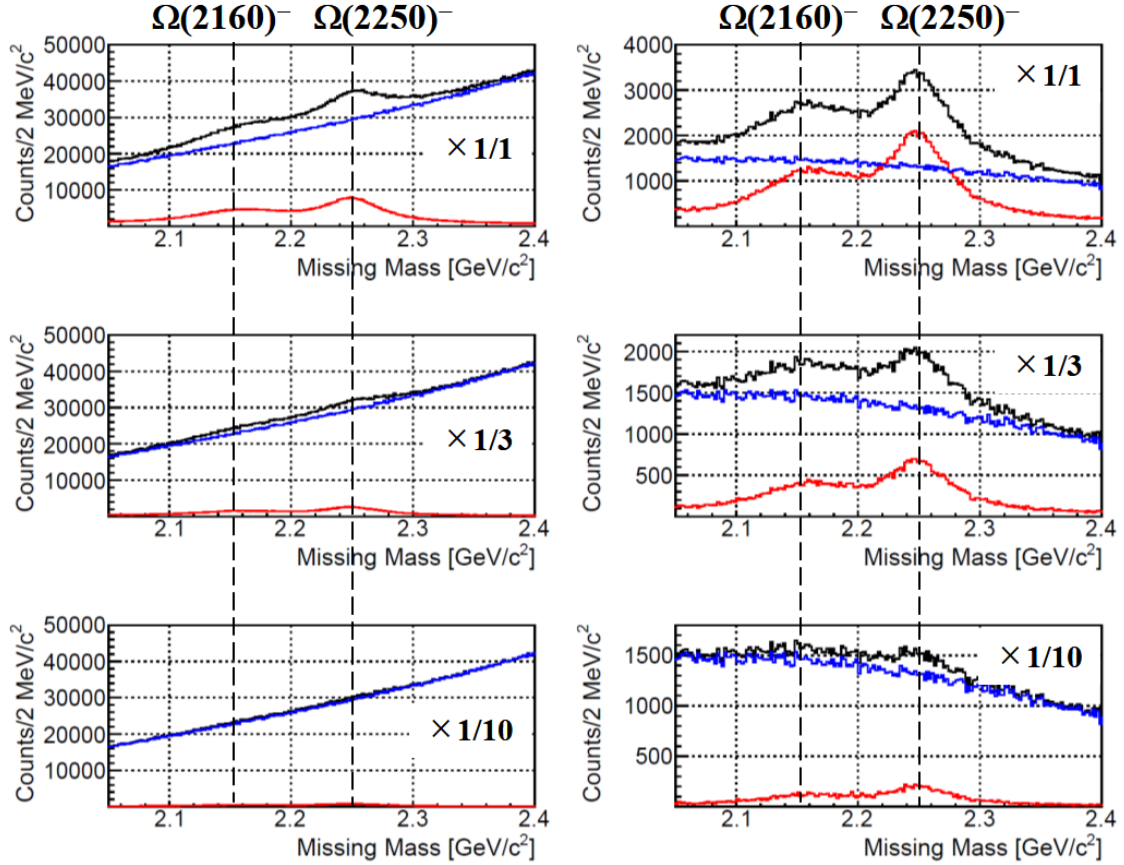 Ω(2160)⁻ Ω(2250)⁻
Counts/2 MeV/c²
50000
40000
30000
20000
10000
× 1/1
2.1 2.2 2.3 2.4
Missing Mass [GeV/c²]
Ω(2160)⁻ Ω(2250)⁻
Counts/2 MeV/c²
4000
3000
2000
1000
× 1/1
2.1 2.2 2.3 2.4
Missing Mass [GeV/c²]
Counts/2 MeV/c²
50000
40000
30000
20000
10000
× 1/3
2.1 2.2 2.3 2.4
Missing Mass [GeV/c²]
Counts/2 MeV/c²
2000
1500
1000
500
× 1/3
2.1 2.2 2.3 2.4
Missing Mass [GeV/c²]
Counts/2 MeV/c²
50000
40000
30000
20000
10000
× 1/10
2.1 2.2 2.3 2.4
Missing Mass [GeV/c²]
Counts/2 MeV/c²
1500
1000
500
× 1/10
2.1 2.2 2.3 2.4
Missing Mass [GeV/c²]